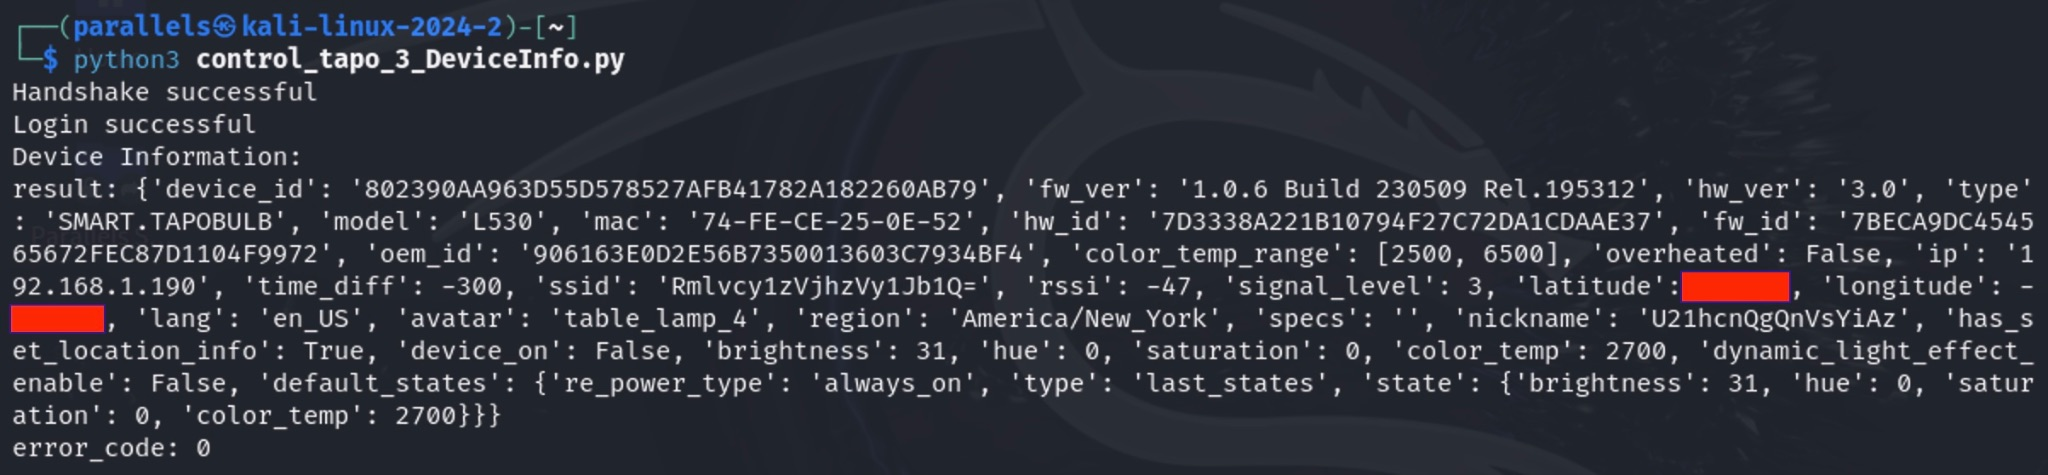 ┌──(parallels㉿kali-linux-2024-2)-[~]
└─$ python3 control_tapo_3_DeviceInfo.py
Handshake successful
Login successful
Device Information:
result: {'device_id': '802390AA963D55D578527AFB41782A182260AB79', 'fw_ver': '1.0.6 Build 230509 Rel.195312', 'hw_ver': '3.0', 'type'
: 'SMART.TAPOBULB', 'model': 'L530', 'mac': '74-FE-CE-25-0E-52', 'hw_id': '7D3338A221B10794F27C72DA1CDAAE37', 'fw_id': '7BECA9DC4545
65672FEC87D1104F9972', 'oem_id': '906163E0D2E56B7350013603C7934BF4', 'color_temp_range': [2500, 6500], 'overheated': False, 'ip': '1
92.168.1.190', 'time_diff': -300, 'ssid': 'Rmlvcy1zVjhzVy1Jb1Q=', 'rssi': -47, 'signal_level': 3, 'latitude': , 'longitude': -
, 'lang': 'en_US', 'avatar': 'table_lamp_4', 'region': 'America/New_York', 'specs': '', 'nickname': 'U21hcnQgQnVsYiAz', 'has_s
et_location_info': True, 'device_on': False, 'brightness': 31, 'hue': 0, 'saturation': 0, 'color_temp': 2700, 'dynamic_light_effect_
enable': False, 'default_states': {'re_power_type': 'always_on', 'type': 'last_states', 'state': {'brightness': 31, 'hue': 0, 'satur
ation': 0, 'color_temp': 2700}}}
error_code: 0